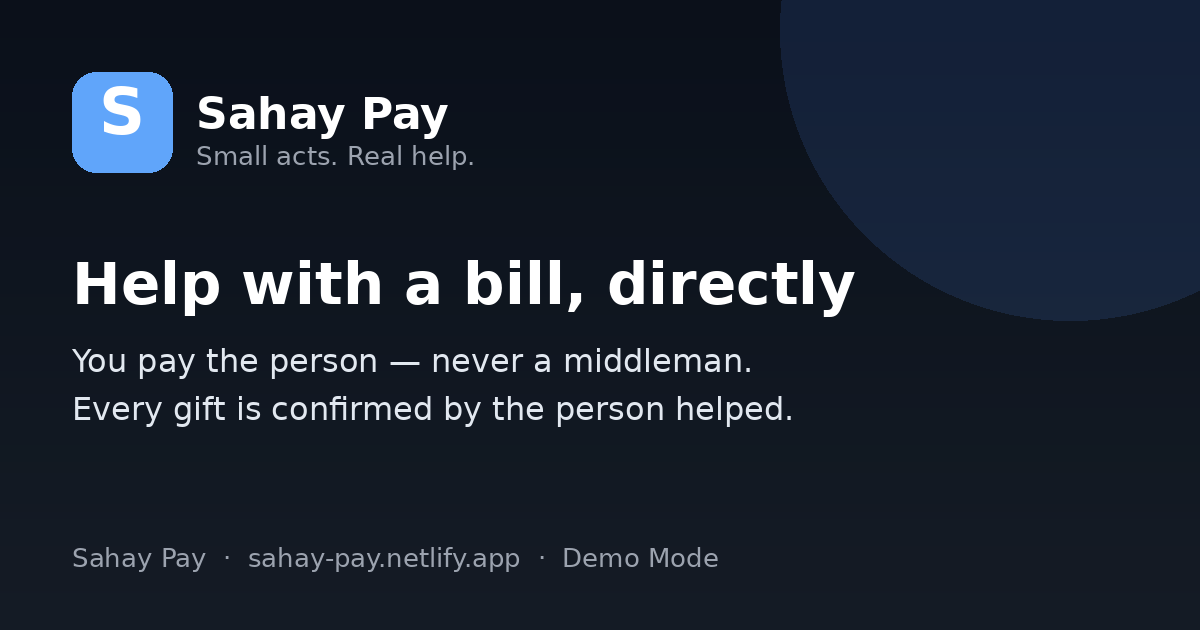 S
Sahay Pay
Small acts. Real help.
Help with a bill, directly
You pay the person — never a middleman.
Every gift is confirmed by the person helped.
Sahay Pay · sahay-pay.netlify.app · Demo Mode